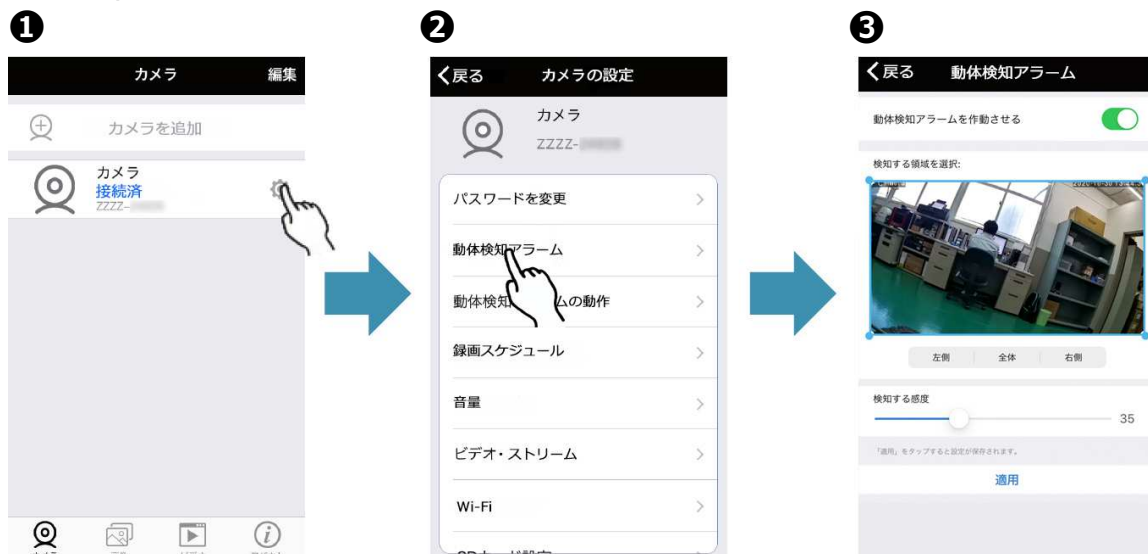 ❶
カメラ 編集
カメラを追加
カメラ
接続済
ZZZZ-
❷
戻る カメラの設定
カメラ
ZZZZ-
パスワードを変更
動体検知アラーム
動体検知 ムの動作
録画スケジュール
音量
ビデオ・ストリーム
Wi-Fi
❸
戻る 動体検知アラーム
動体検知アラームを作動させる
検知する領域を選択:
左側 全体 右側
検知する感度
35
「適用」をタップすると設定が保存されます。
適用